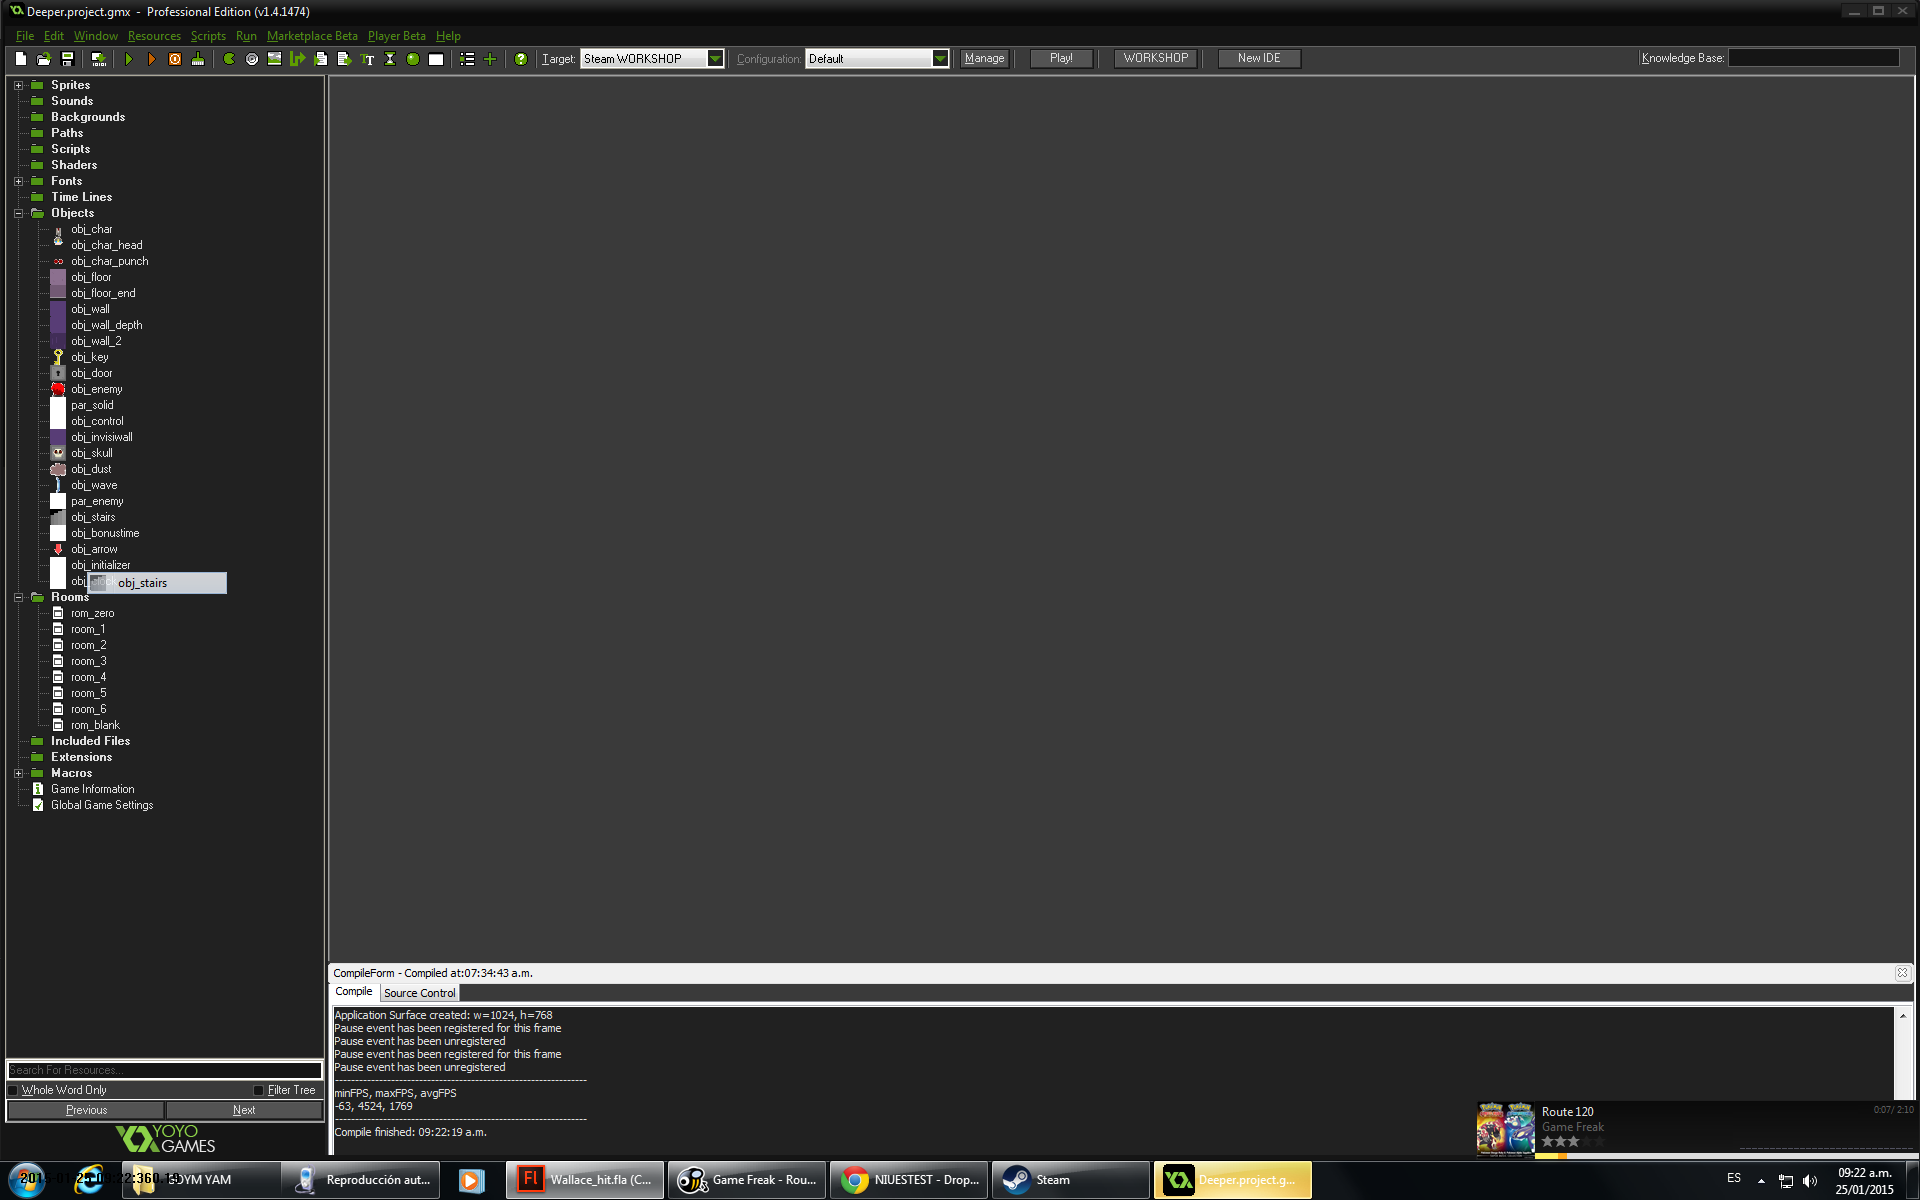 Deeper.project.gmx - Professional Edition (v1.4.1474)
File Edit Window Resources Scripts Run Marketplace Beta Player Beta Help
Target: Steam WORKSHOP Configuration: Default Manage Play! WORKSHOP New IDE Knowledge Base:
Sprites
Sounds
Backgrounds
Paths
Scripts
Shaders
Fonts
Time Lines
Objects
obj_char
obj_char_head
obj_char_punch
obj_floor
obj_floor_end
obj_wall
obj_wall_depth
obj_wall_2
obj_key
obj_door
obj_enemy
par_solid
obj_control
obj_invisiwall
obj_skull
obj_dust
obj_wave
par_enemy
obj_stairs
obj_bonustime
obj_arrow
obj_initializer
obj_stairs
Rooms
rom_zero
room_1
room_2
room_3
room_4
room_5
room_6
rom_blank
Included Files
Extensions
Macros
Game Information
Global Game Settings
Search For Resources...
Whole Word Only Filter Tree
Previous Next
YOYO
GAMES
CompileForm - Compiled at:07:34:43 a.m.
Compile Source Control
Application Surface created: w=1024, h=768
Pause event has been registered for this frame
Pause event has been unregistered
Pause event has been registered for this frame
Pause event has been unregistered
minFPS, maxFPS, avgFPS
-63, 4524, 1769
Compile finished: 09:22:19 a.m.
Route 120 0:07/ 2:10
Game Freak
YAM
Reproducción aut...
Fl Wallace_hit.fla (C...
Game Freak - Rou...
NIUESTEST - Drop...
Steam
Deeper.project.g...
ES
09:22 a.m.
25/01/2015